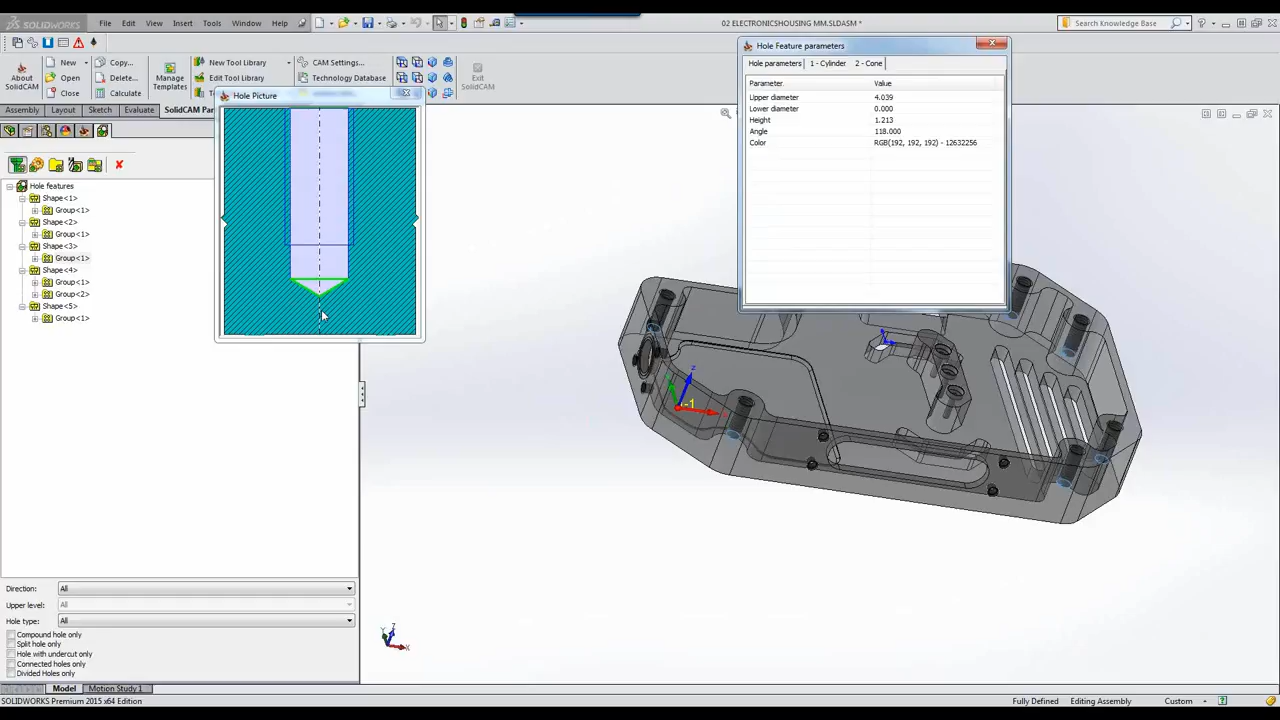 SOLIDWORKS
File Edit View Insert Tools Window Help
02 ELECTRONICSHOUSING MM.SLDASM *
Search Knowledge Base
New Copy... New Tool Library CAM Settings...
About SolidCAM
Open Delete... Manage Templates Edit Tool Library Technology Database Exit SolidCAM
Close Calculate
Assembly Layout Sketch Evaluate SolidCAM Par
Hole Feature parameters
Hole parameters 1 - Cylinder 2 - Cone
Parameter Value
Upper diameter 4.039
Lower diameter 0.000
Height 1.213
Angle 118.000
Color RGB(192, 192, 192) - 12632256
Hole Picture
Hole features
Shape<1>
Group<1>
Shape<2>
Group<1>
Shape<3>
Group<1>
Shape<4>
Group<1>
Group<2>
Shape<5>
Group<1>
z
-1
Direction: All
Upper level: All
Hole type: All
Compound hole only
Split hole only
Hole with undercut only
Connected holes only
Divided Holes only
Y Z X
Model Motion Study 1
SOLIDWORKS Premium 2015 x64 Edition
Fully Defined Editing Assembly Custom